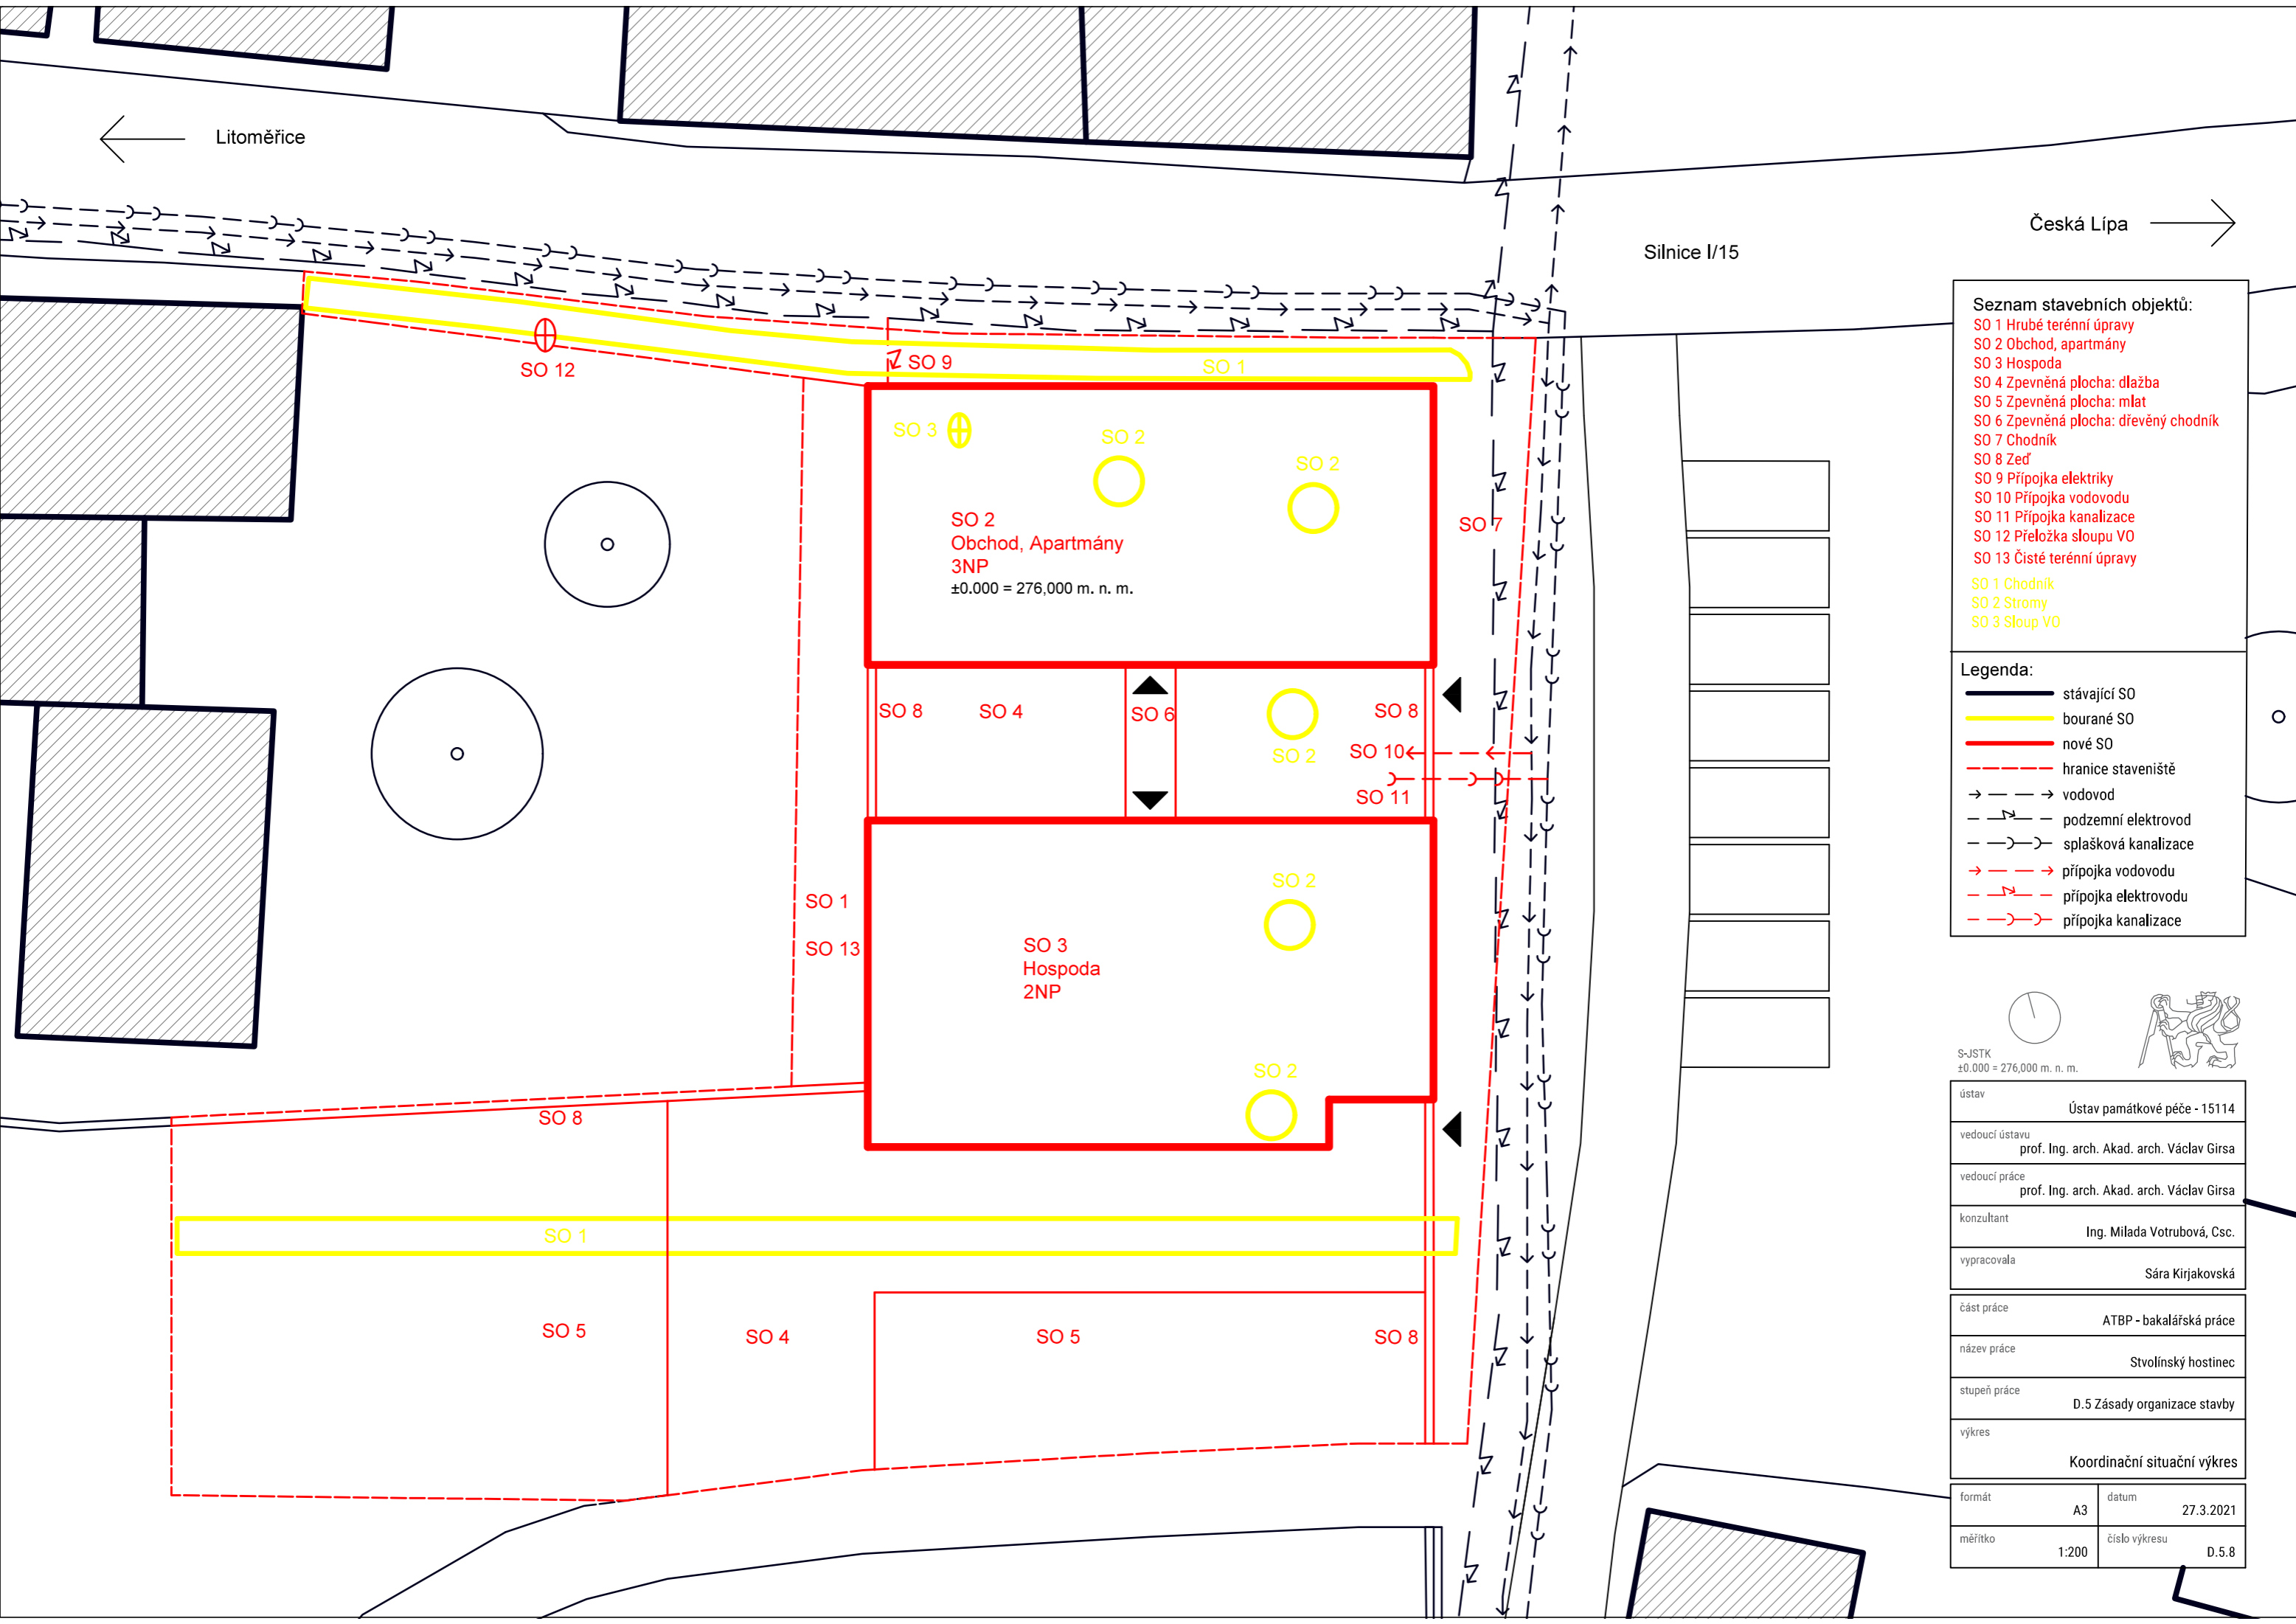 Litoměřice
Česká Lípa
Silnice I/15
SO 12
SO 9
SO 1
SO 3
SO 2
SO 2
SO 2
Obchod, Apartmány
3NP
±0.000 = 276,000 m. n. m.
SO 7
SO 8
SO 4
SO 6
SO 8
SO 2
SO 10
SO 11
SO 1
SO 13
SO 2
SO 3
Hospoda
2NP
SO 2
SO 8
SO 1
SO 5
SO 4
SO 5
SO 8
Seznam stavebních objektů:
SO 1 Hrubé terénní úpravy
SO 2 Obchod, apartmány
SO 3 Hospoda
SO 4 Zpevněná plocha: dlažba
SO 5 Zpevněná plocha: mlat
SO 6 Zpevněná plocha: dřevěný chodník
SO 7 Chodník
SO 8 Zeď
SO 9 Přípojka elektriky
SO 10 Přípojka vodovodu
SO 11 Přípojka kanalizace
SO 12 Přeložka sloupu VO
SO 13 Čisté terénní úpravy
SO 1 Chodník
SO 2 Stromy
SO 3 Sloup VO
Legenda:
stávající SO
bourané SO
nové SO
hranice staveniště
vodovod
podzemní elektrovod
splašková kanalizace
přípojka vodovodu
přípojka elektrovodu
přípojka kanalizace
S-JSTK
±0.000 = 276,000 m. n. m.
ústav
Ústav památkové péče - 15114
vedoucí ústavu
prof. Ing. arch. Akad. arch. Václav Girsa
vedoucí práce
prof. Ing. arch. Akad. arch. Václav Girsa
konzultant
Ing. Milada Votrubová, Csc.
vypracovala
Sára Kirjakovská
část práce
ATBP - bakalářská práce
název práce
Stvolínský hostinec
stupeň práce
D.5 Zásady organizace stavby
výkres
Koordinační situační výkres
formát
A3
datum
27.3.2021
měřítko
1:200
číslo výkresu
D.5.8